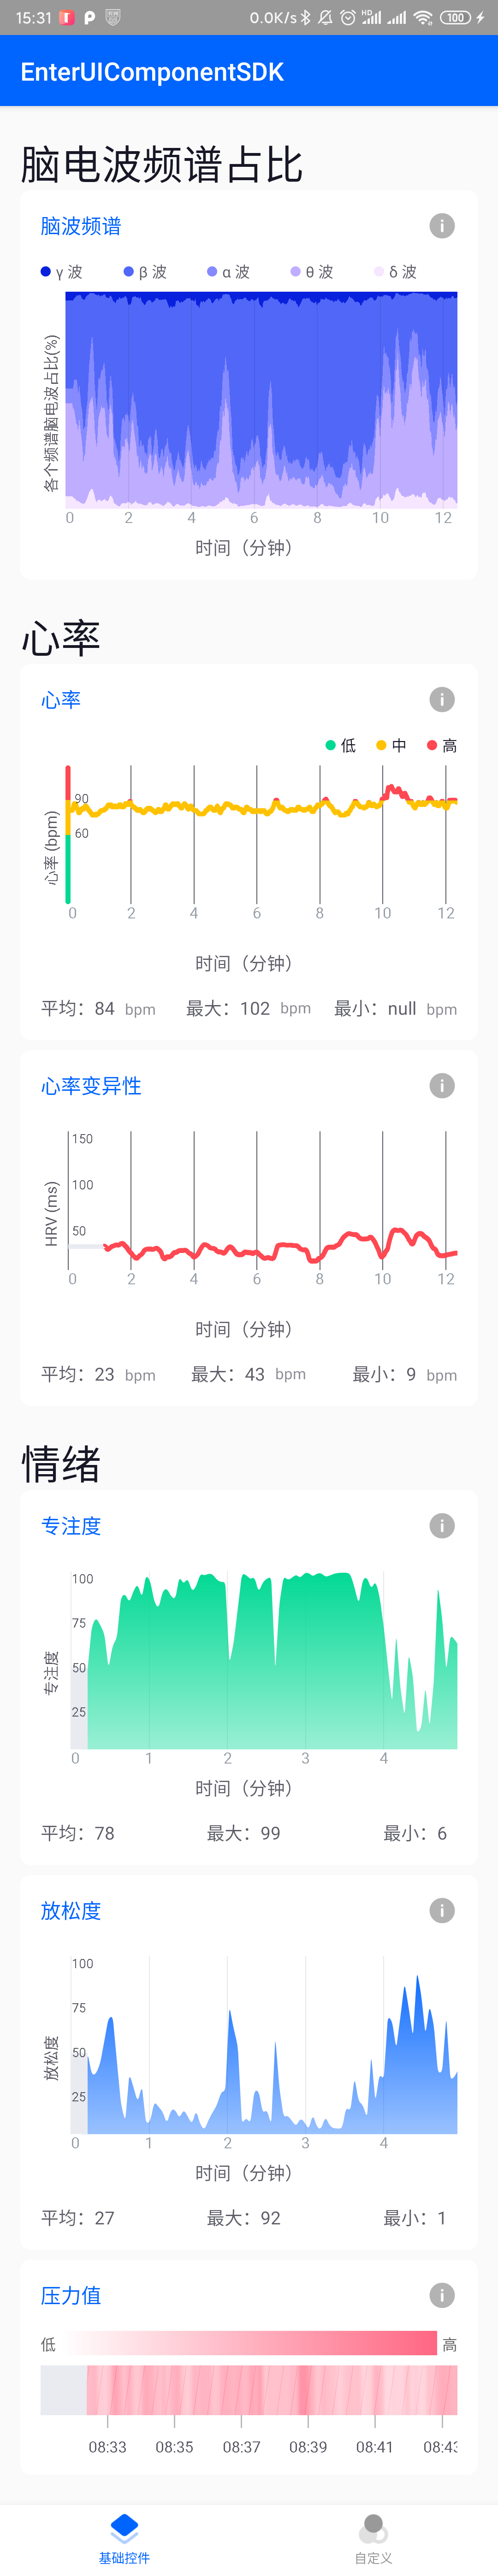 15:31 0.0K/s HD 100
EnterUIComponentSDK
脑电波频谱占比
脑波频谱
γ 波 β 波 α 波 θ 波 δ 波
各个频谱脑电波占比(%)
0 2 4 6 8 10 12
时间（分钟）
心率
心率
低 中 高
90
60
心率 (bpm)
0 2 4 6 8 10 12
时间（分钟）
平均：84 bpm 最大：102 bpm 最小：null bpm
心率变异性
150
100
50
HRV (ms)
0 2 4 6 8 10 12
时间（分钟）
平均：23 bpm 最大：43 bpm 最小：9 bpm
情绪
专注度
100
75
50
25
专注度
0 1 2 3 4
时间（分钟）
平均：78 最大：99 最小：6
放松度
100
75
50
25
放松度
0 1 2 3 4
时间（分钟）
平均：27 最大：92 最小：1
压力值
低 高
08:33 08:35 08:37 08:39 08:41 08:43
基础控件 自定义